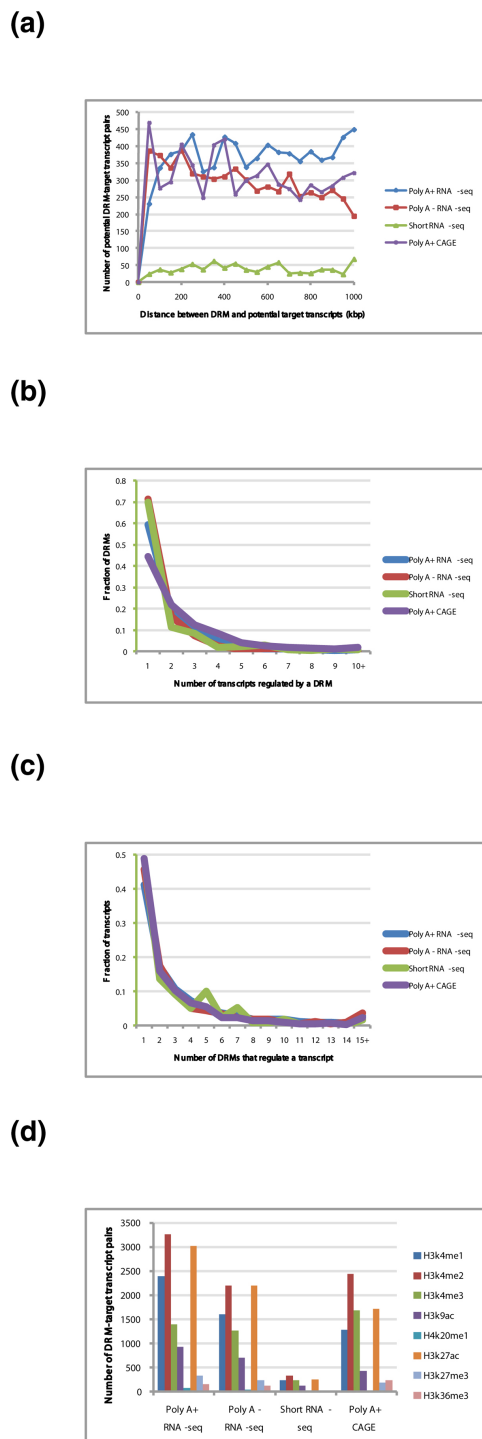 (a)
500
450
400
350
300
250
200
150
100
50
0
0 200 400 600 800 1000
Number of potential DRM-target transcript pairs
Distance between DRM and potential target transcripts (kbp)
Poly A+ RNA -seq
Poly A - RNA -seq
Short RNA -seq
Poly A+ CAGE
(b)
0.8
0.7
0.6
0.5
0.4
0.3
0.2
0.1
0
1 2 3 4 5 6 7 8 9 10+
Fraction of DRMs
Number of transcripts regulated by a DRM
Poly A+ RNA -seq
Poly A - RNA -seq
Short RNA -seq
Poly A+ CAGE
(c)
0.5
0.4
0.3
0.2
0.1
0
1 2 3 4 5 6 7 8 9 10 11 12 13 14 15+
Fraction of transcripts
Number of DRMs that regulate a transcript
Poly A+ RNA -seq
Poly A - RNA -seq
Short RNA -seq
Poly A+ CAGE
(d)
3500
3000
2500
2000
1500
1000
500
0
Number of DRM-target transcript pairs
Poly A+ Poly A - Short RNA - Poly A+
RNA -seq RNA -seq seq CAGE
H3k4me1
H3k4me2
H3k4me3
H3k9ac
H4k20me1
H3k27ac
H3k27me3
H3k36me3